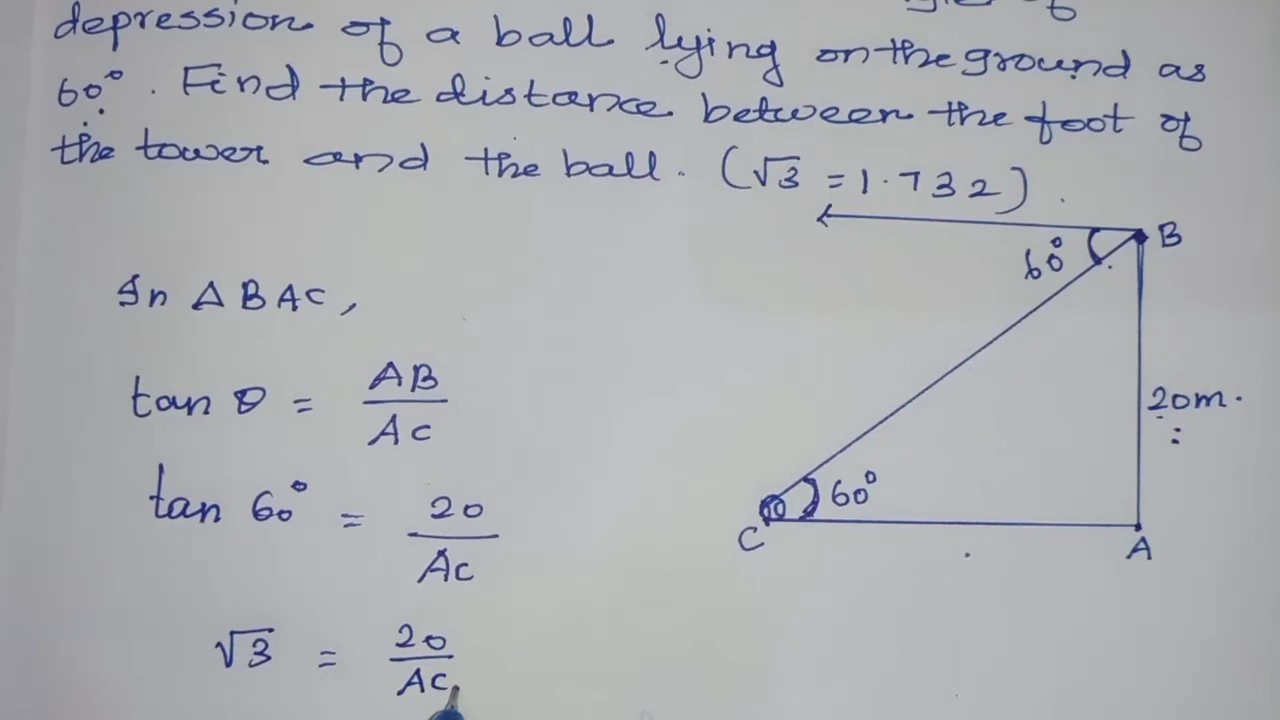 of
depression of a ball lying on the ground as
60°. Find the distance between the foot of
the tower and the ball. (√3 = 1.732).
B
60°
In Δ BAC,
tan θ = AB
AC
20m.
tan 60° = 20
AC
60°
C
A
√3 = 20
AC